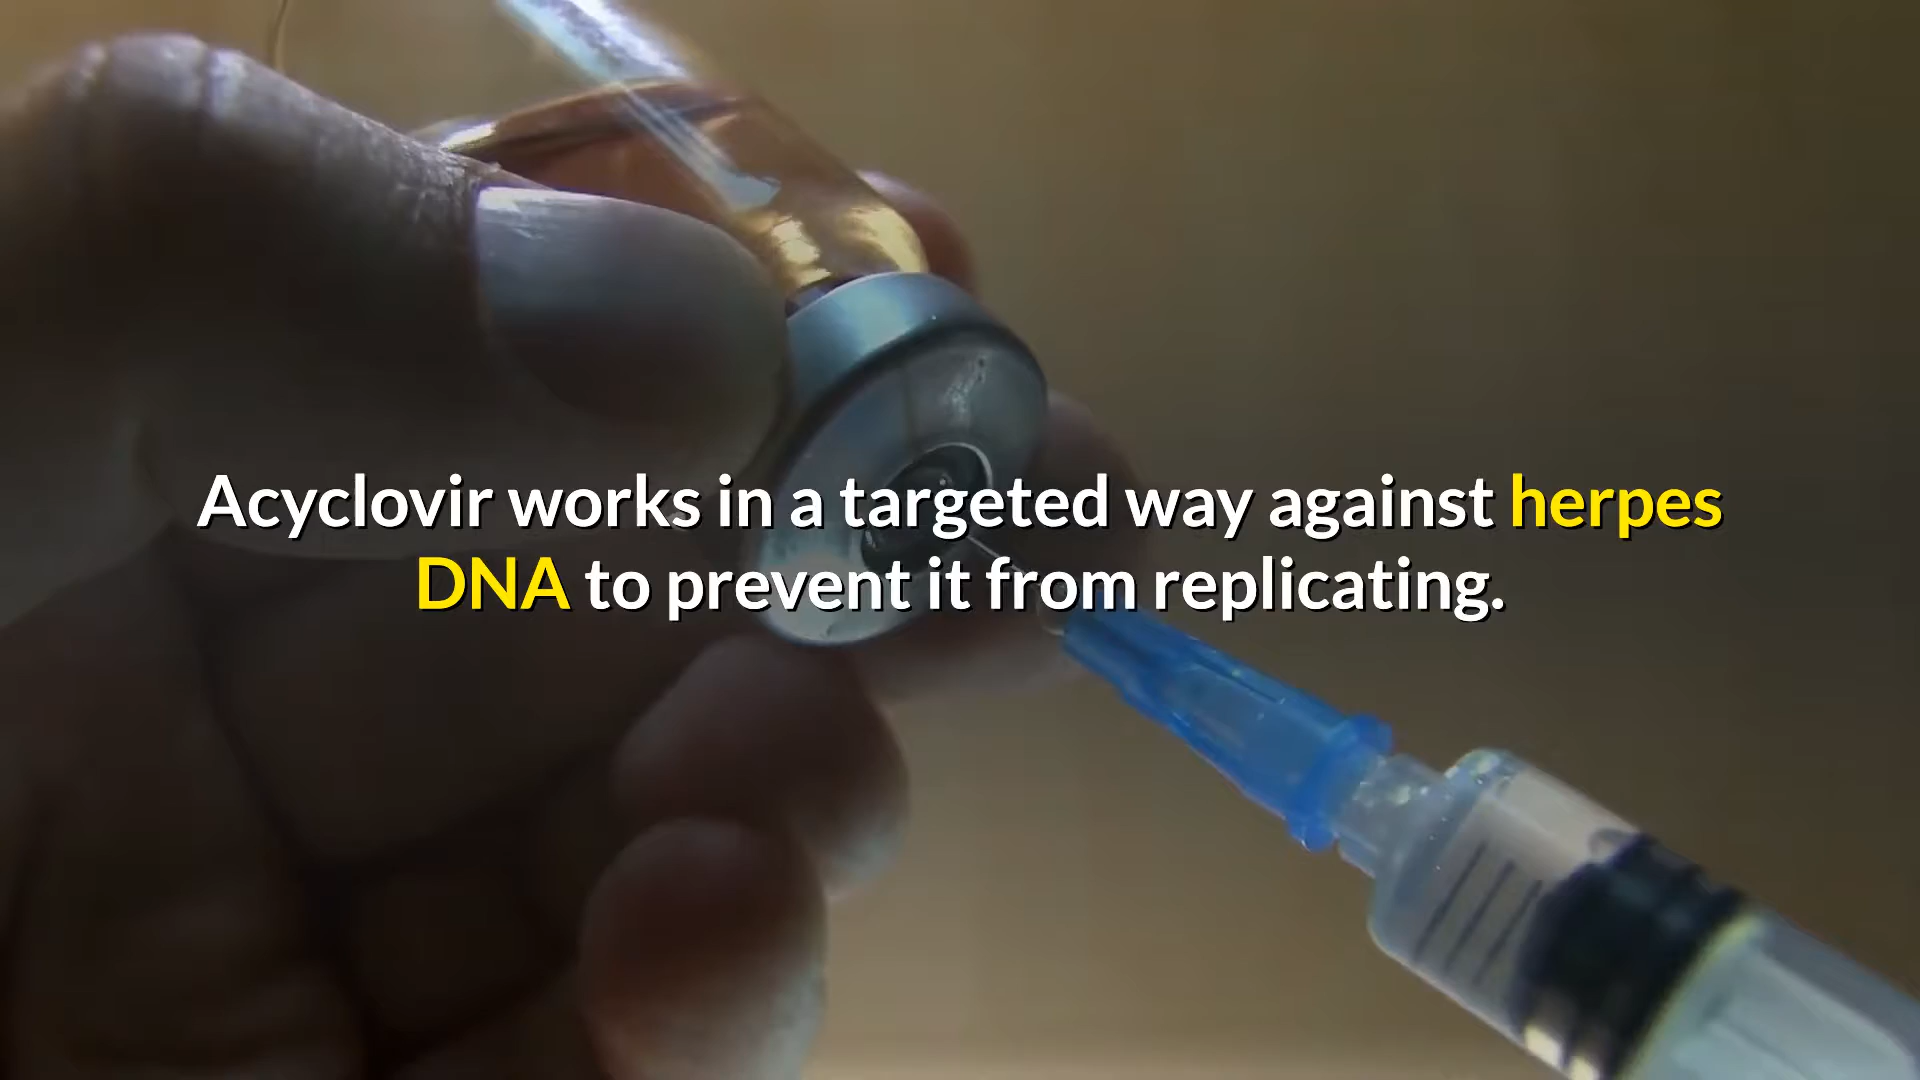 Acyclovir works in a targeted way against herpes
DNA to prevent it from replicating.